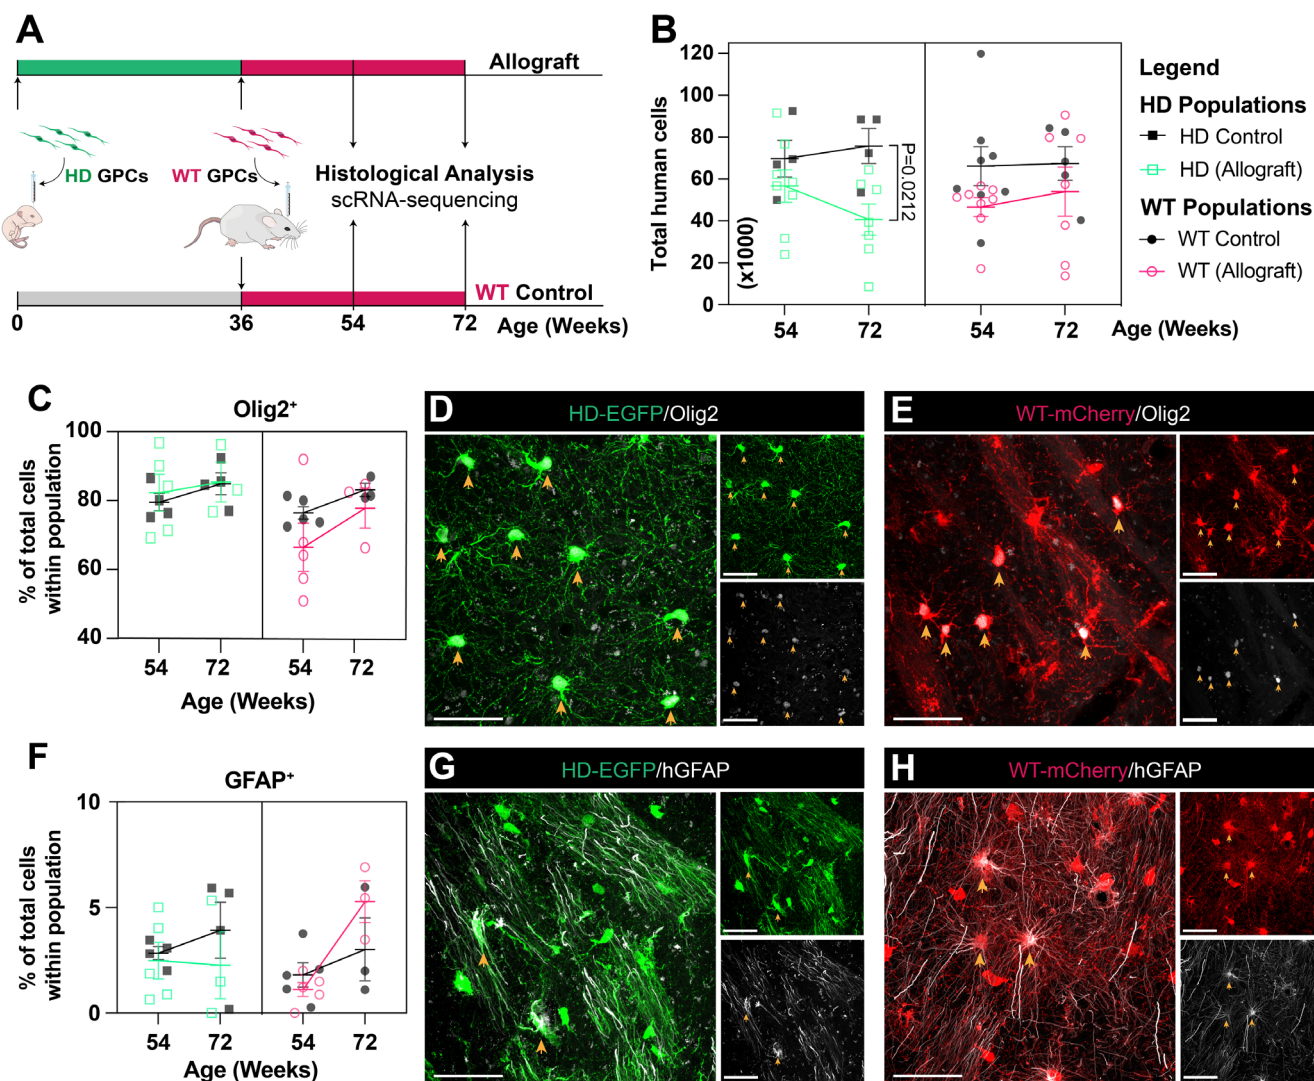 A
Allograft
HD GPCs
WT GPCs
Histological Analysis
scRNA-sequencing
WT Control
0
36
54
72
Age (Weeks)
B
Total human cells
(x1000)
120
100
80
60
40
20
0
P=0.0212
54
72
54
72
Age (Weeks)
Legend
HD Populations
HD Control
HD (Allograft)
WT Populations
WT Control
WT (Allograft)
C
Olig2+
% of total cells
within population
100
80
60
40
54
72
54
72
Age (Weeks)
D
HD-EGFP/Olig2
E
WT-mCherry/Olig2
F
GFAP+
% of total cells
within population
10
5
0
54
72
54
72
Age (Weeks)
G
HD-EGFP/hGFAP
H
WT-mCherry/hGFAP